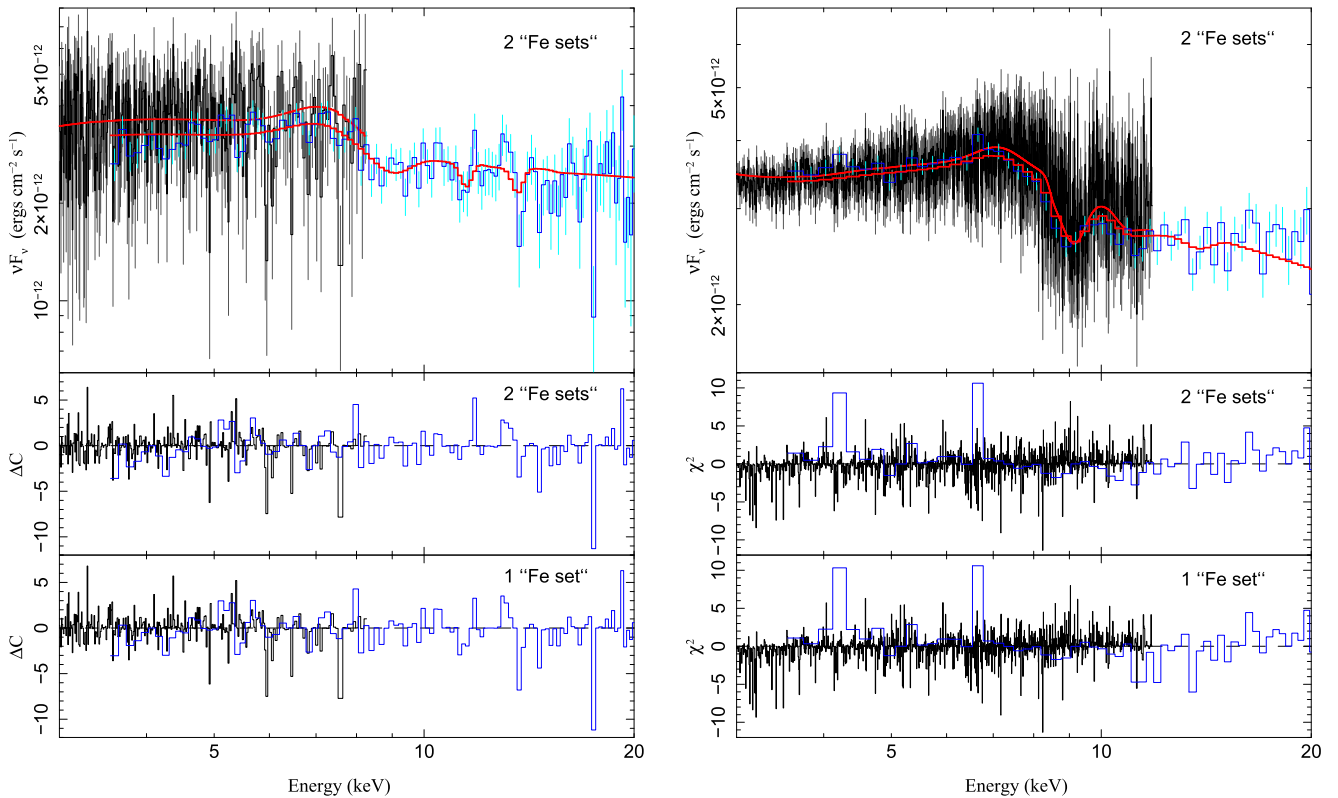 2 “Fe sets“
5×10⁻¹²
2×10⁻¹²
10⁻¹²
νFν (ergs cm⁻² s⁻¹)
2 “Fe sets“
5
0
−5
−10
ΔC
1 “Fe set“
5
0
−5
−10
ΔC
5
10
20
Energy (keV)
2 “Fe sets“
5×10⁻¹²
2×10⁻¹²
νFν (ergs cm⁻² s⁻¹)
2 “Fe sets“
10
5
0
−5
−10
χ²
1 “Fe set“
10
5
0
−5
−10
χ²
5
10
20
Energy (keV)